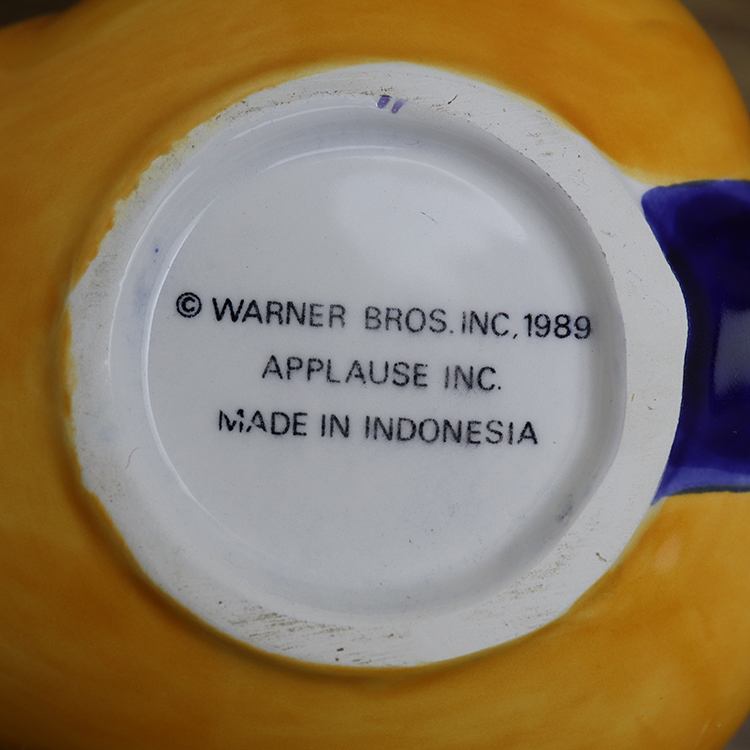 © WARNER BROS. INC, 1989
APPLAUSE INC.
MADE IN INDONESIA